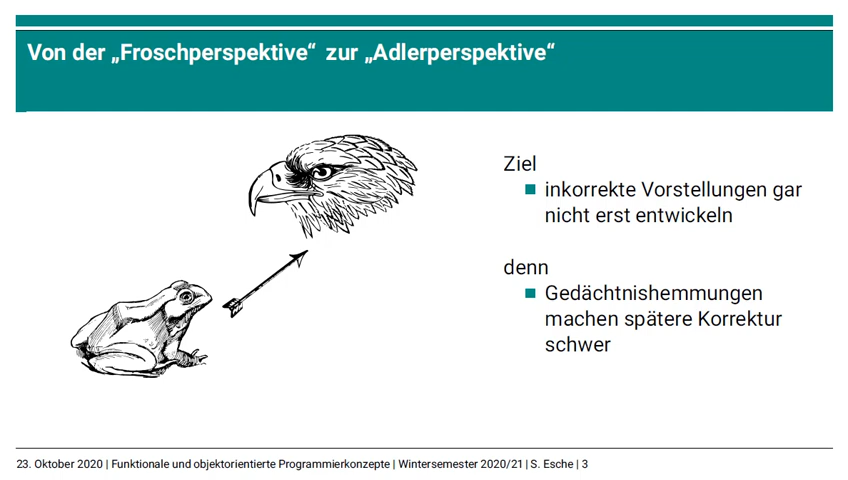 Von der „Froschperspektive“ zur „Adlerperspektive“
Ziel
inkorrekte Vorstellungen gar
nicht erst entwickeln
denn
Gedächtnishemmungen
machen spätere Korrektur
schwer
23. Oktober 2020 | Funktionale und objektorientierte Programmierkonzepte | Wintersemester 2020/21 | S. Esche | 3